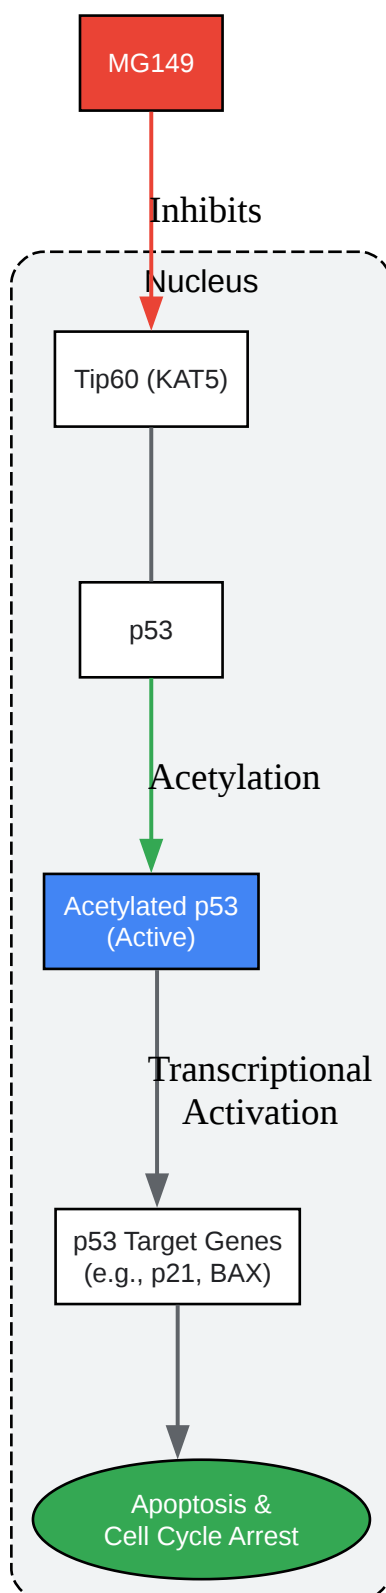 MG149
Inhibits
Nucleus
Tip60 (KAT5)
p53
Acetylation
Acetylated p53
(Active)
Transcriptional
Activation
p53 Target Genes
(e.g., p21, BAX)
Apoptosis &
Cell Cycle Arrest